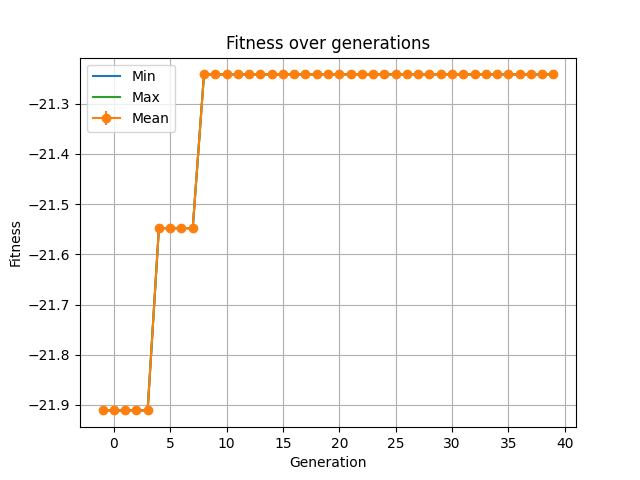 Fitness over generations
Min
Max
Mean
−21.3
−21.4
−21.5
−21.6
−21.7
−21.8
−21.9
Fitness
0 5 10 15 20 25 30 35 40
Generation